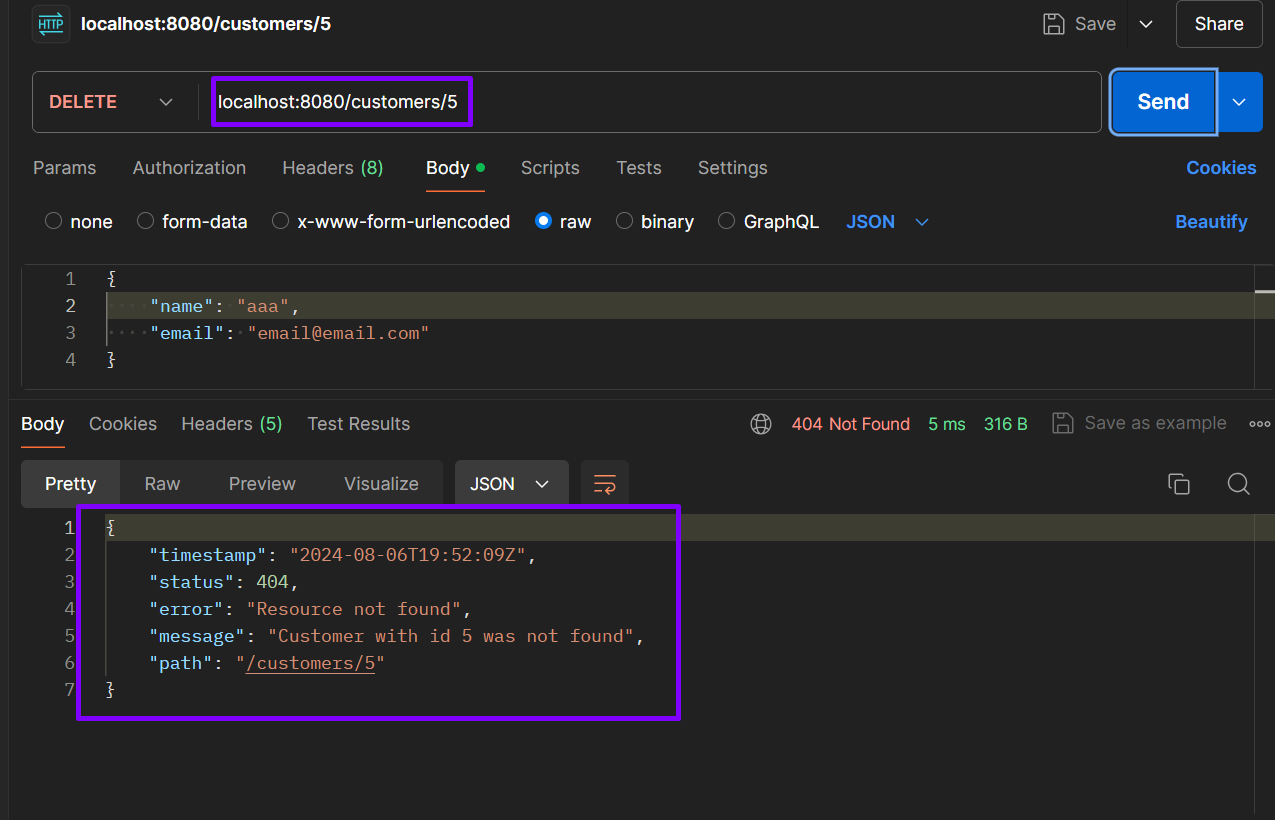 HTTP localhost:8080/customers/5 Save Share
DELETE localhost:8080/customers/5 Send
Params Authorization Headers (8) Body Scripts Tests Settings Cookies
none form-data x-www-form-urlencoded raw binary GraphQL JSON Beautify
1 {
2 "name": "aaa",
3 "email": "email@email.com"
4 }
Body Cookies Headers (5) Test Results 404 Not Found 5 ms 316 B Save as example
Pretty Raw Preview Visualize JSON
1 {
2 "timestamp": "2024-08-06T19:52:09Z",
3 "status": 404,
4 "error": "Resource not found",
5 "message": "Customer with id 5 was not found",
6 "path": "/customers/5"
7 }